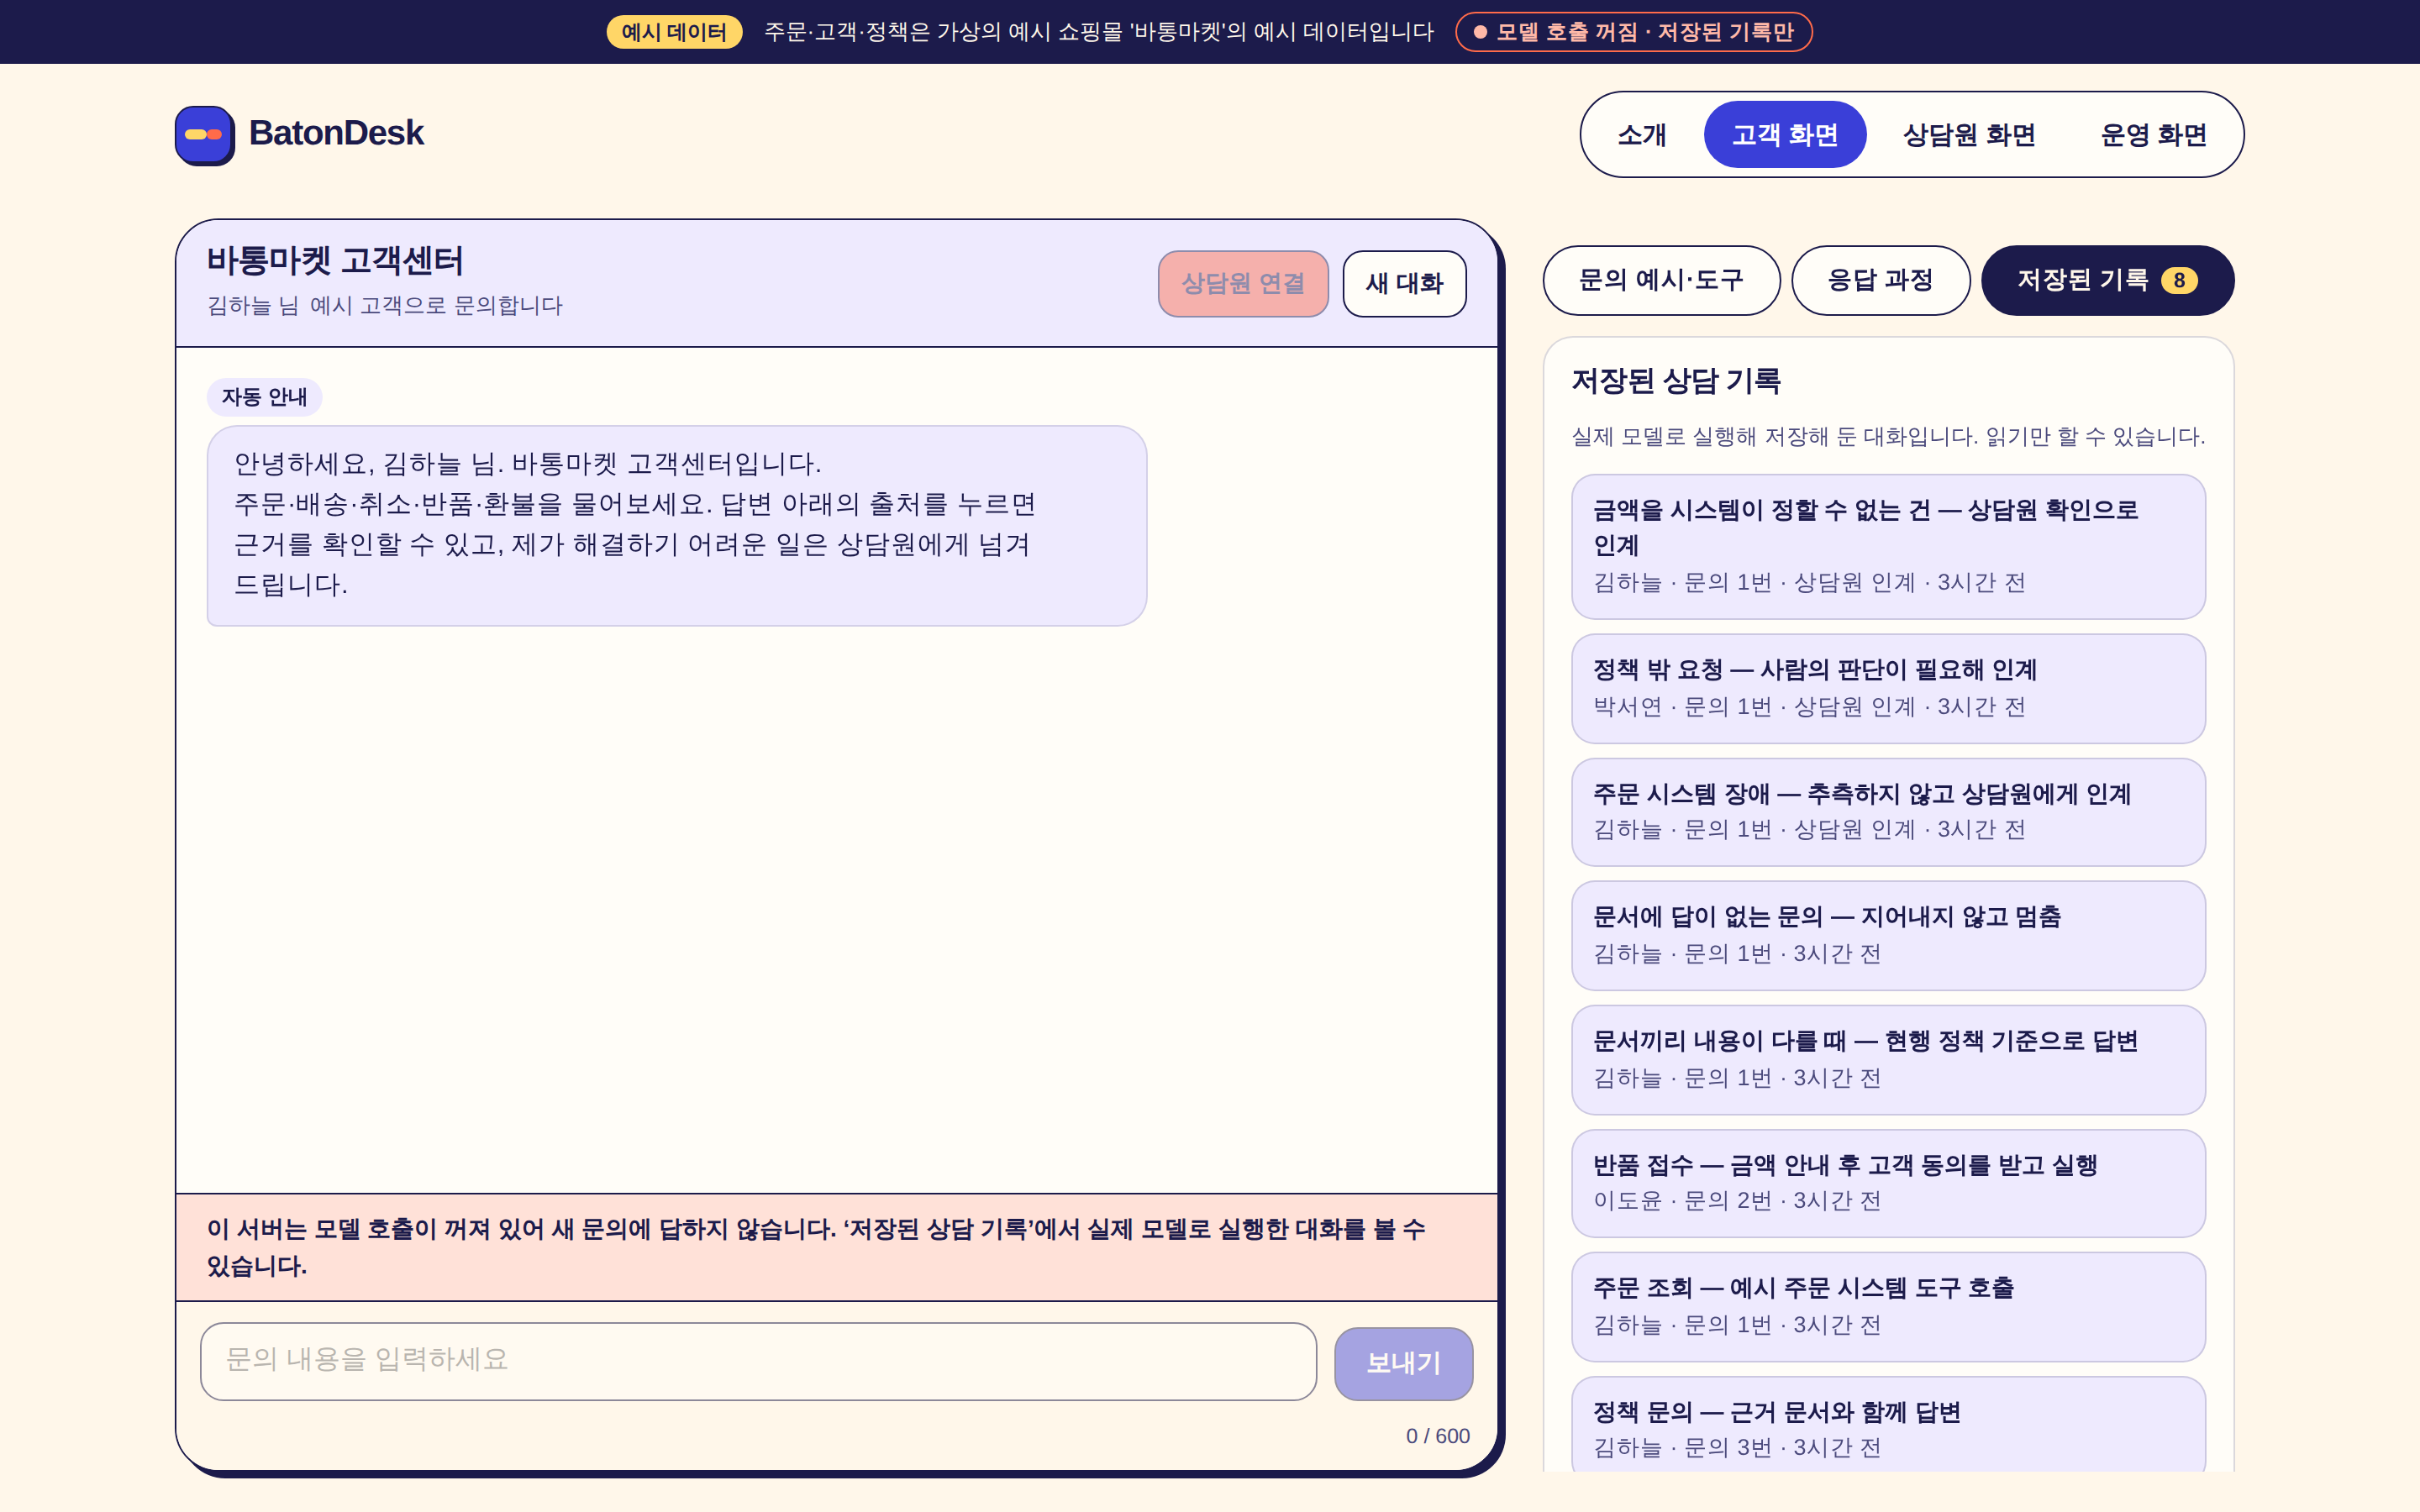 예시 데이터 주문·고객·정책은 가상의 예시 쇼핑몰 '바통마켓'의 예시 데이터입니다 모델 호출 꺼짐 · 저장된 기록만
BatonDesk
소개 고객 화면 상담원 화면 운영 화면
바통마켓 고객센터
김하늘 님 예시 고객으로 문의합니다
상담원 연결 새 대화
자동 안내
안녕하세요, 김하늘 님. 바통마켓 고객센터입니다.
주문·배송·취소·반품·환불을 물어보세요. 답변 아래의 출처를 누르면
근거를 확인할 수 있고, 제가 해결하기 어려운 일은 상담원에게 넘겨
드립니다.
이 서버는 모델 호출이 꺼져 있어 새 문의에 답하지 않습니다. ‘저장된 상담 기록’에서 실제 모델로 실행한 대화를 볼 수
있습니다.
문의 내용을 입력하세요
보내기
0 / 600
문의 예시·도구 응답 과정 저장된 기록 8
저장된 상담 기록
실제 모델로 실행해 저장해 둔 대화입니다. 읽기만 할 수 있습니다.
금액을 시스템이 정할 수 없는 건 — 상담원 확인으로
인계
김하늘 · 문의 1번 · 상담원 인계 · 3시간 전
정책 밖 요청 — 사람의 판단이 필요해 인계
박서연 · 문의 1번 · 상담원 인계 · 3시간 전
주문 시스템 장애 — 추측하지 않고 상담원에게 인계
김하늘 · 문의 1번 · 상담원 인계 · 3시간 전
문서에 답이 없는 문의 — 지어내지 않고 멈춤
김하늘 · 문의 1번 · 3시간 전
문서끼리 내용이 다를 때 — 현행 정책 기준으로 답변
김하늘 · 문의 1번 · 3시간 전
반품 접수 — 금액 안내 후 고객 동의를 받고 실행
이도윤 · 문의 2번 · 3시간 전
주문 조회 — 예시 주문 시스템 도구 호출
김하늘 · 문의 1번 · 3시간 전
정책 문의 — 근거 문서와 함께 답변
김하늘 · 문의 3번 · 3시간 전